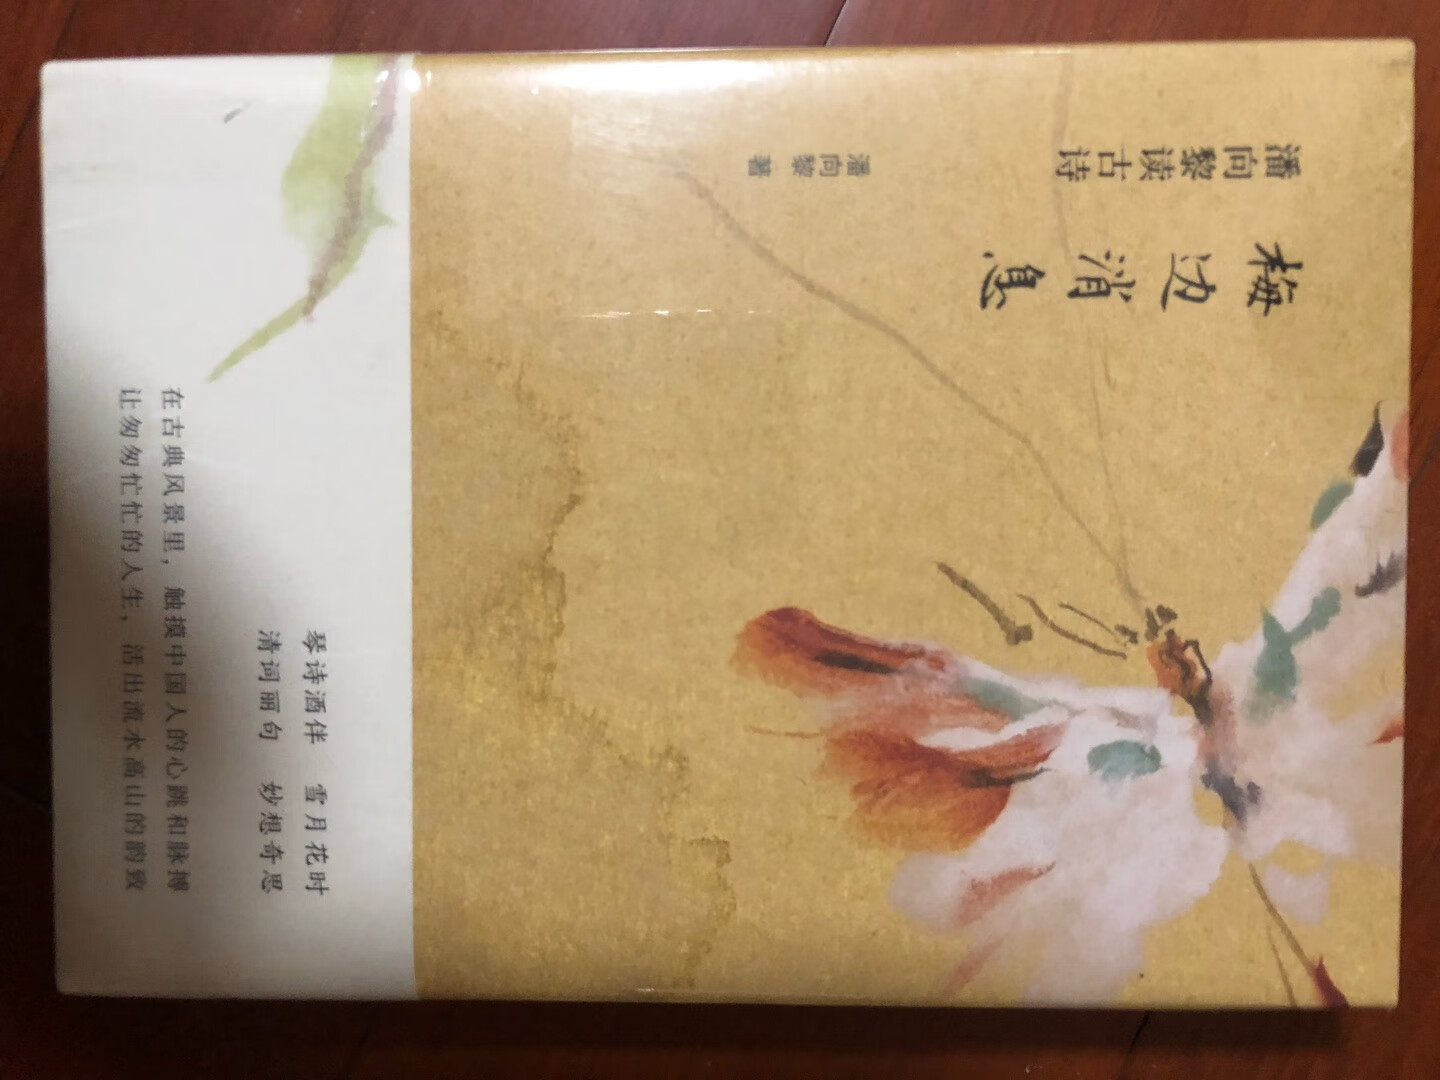 潘向黎读古诗
梅边消息
潘向黎 著
琴诗酒伴 雪月花时
清词丽句 妙想奇思
在古典风景里，触摸中国人的心跳和脉搏
让匆匆忙忙的人生，活出流水高山的韵致